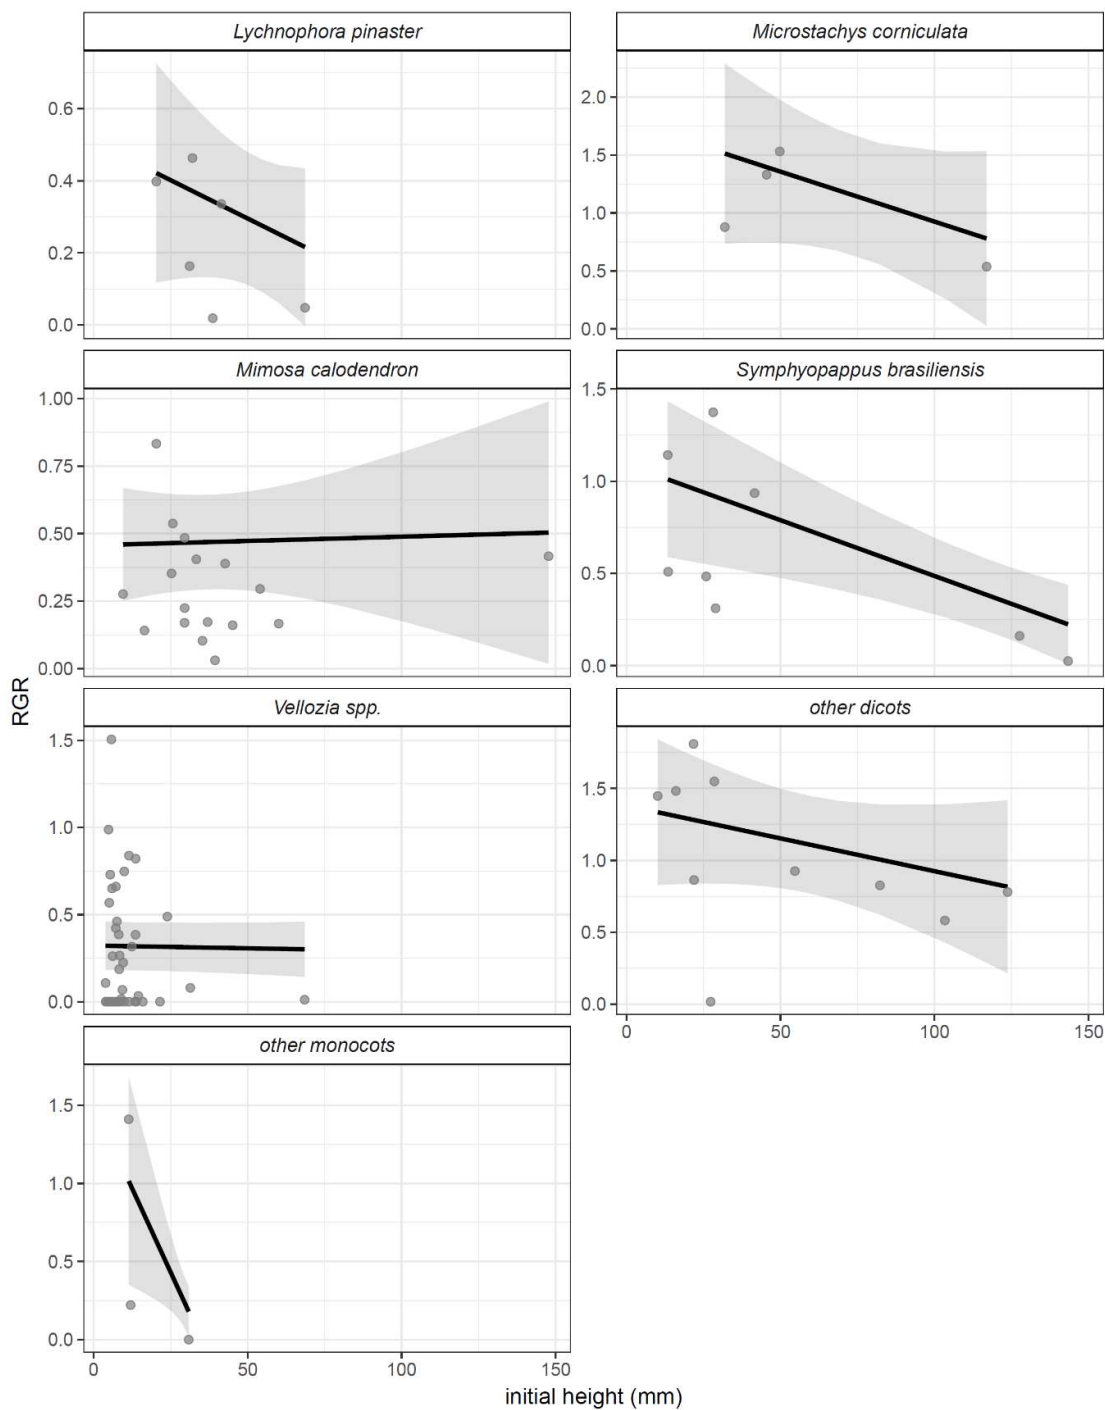 Lychnophora pinaster
Microstachys corniculata
0.6
0.4
0.2
0.0
2.0
1.5
1.0
0.5
0.0
Mimosa calodendron
Symphyopappus brasiliensis
1.00
0.75
0.50
0.25
0.00
1.5
1.0
0.5
0.0
RGR
Vellozia spp.
other dicots
1.5
1.0
0.5
0.0
1.5
1.0
0.5
0.0
0 50 100 150
other monocots
1.5
1.0
0.5
0.0
0 50 100 150
initial height (mm)